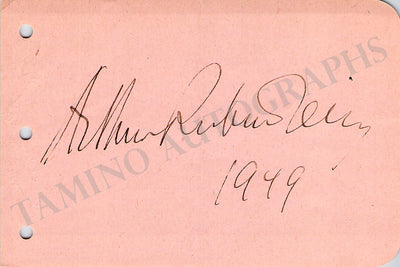 Arthur Rubinstein
1949
TAMINO AUTOGRAPHS